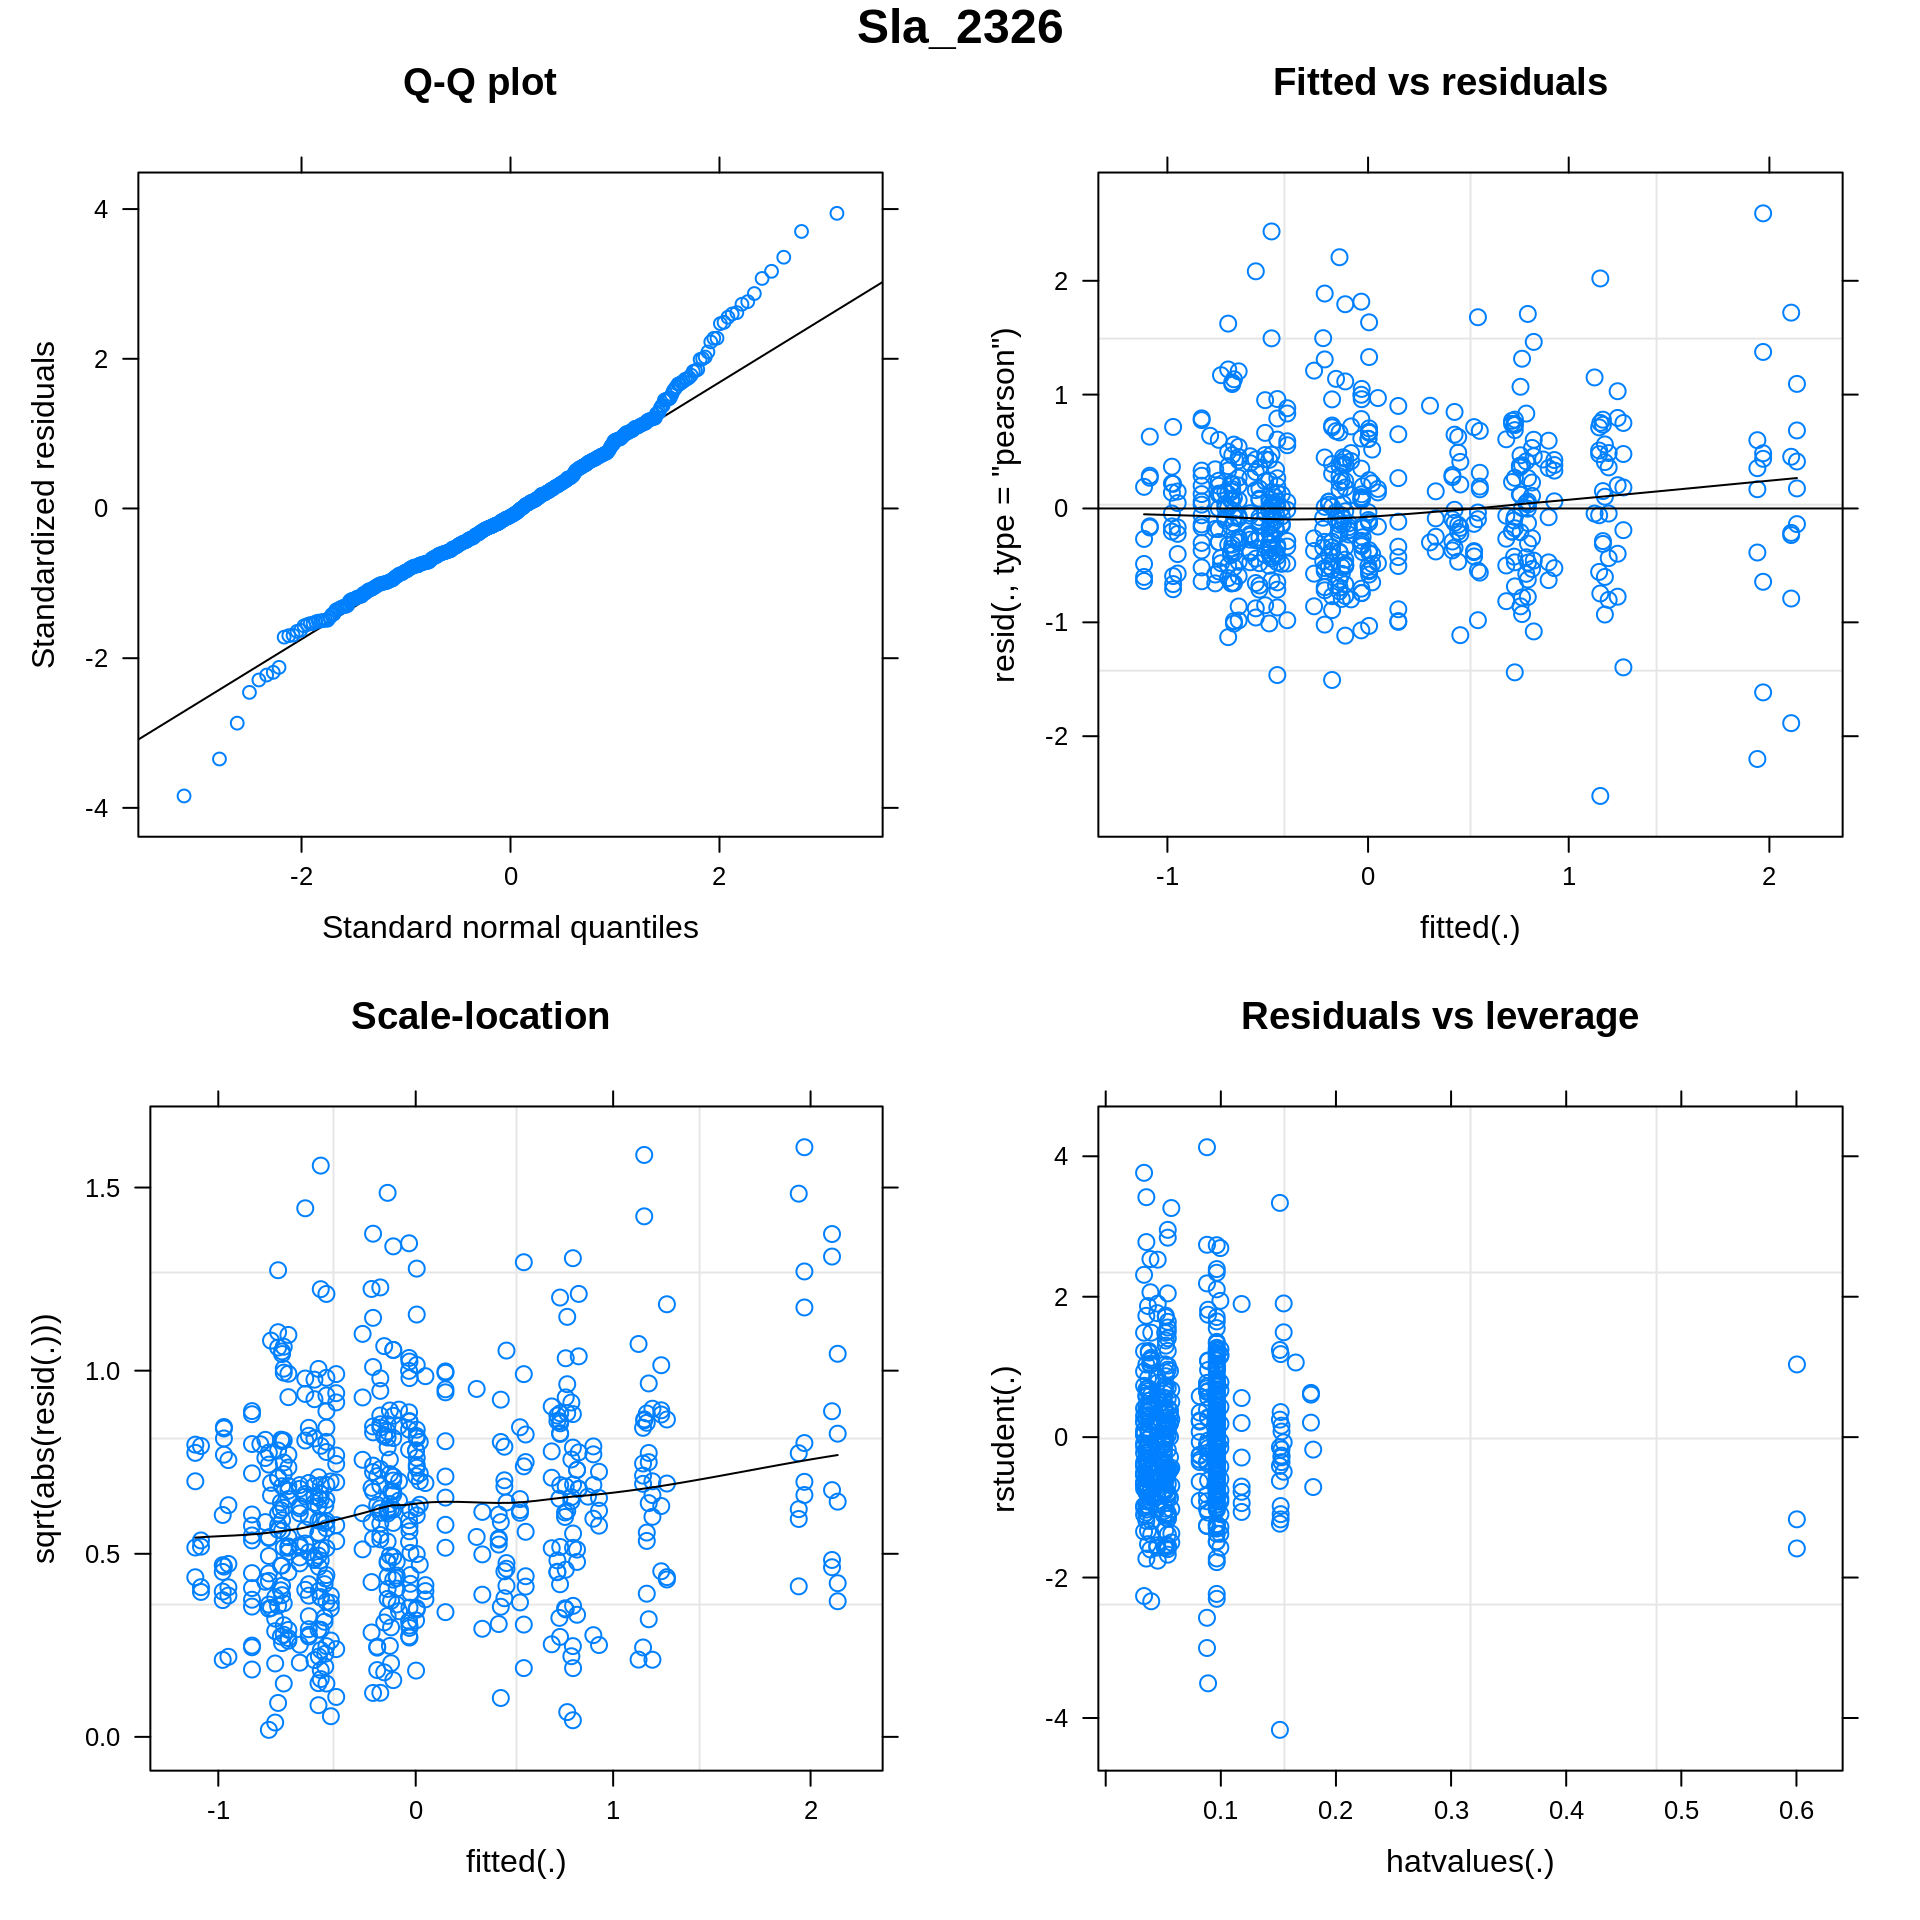 Sla_2326
Q-Q plot
Standardized residuals
4
2
0
-2
-4
-2 0 2
Standard normal quantiles
Fitted vs residuals
resid(., type = "pearson")
2
1
0
-1
-2
-1 0 1 2
fitted(.)
Scale-location
sqrt(abs(resid(.)))
1.5
1.0
0.5
0.0
-1 0 1 2
fitted(.)
Residuals vs leverage
rstudent(.)
4
2
0
-2
-4
0.1 0.2 0.3 0.4 0.5 0.6
hatvalues(.)